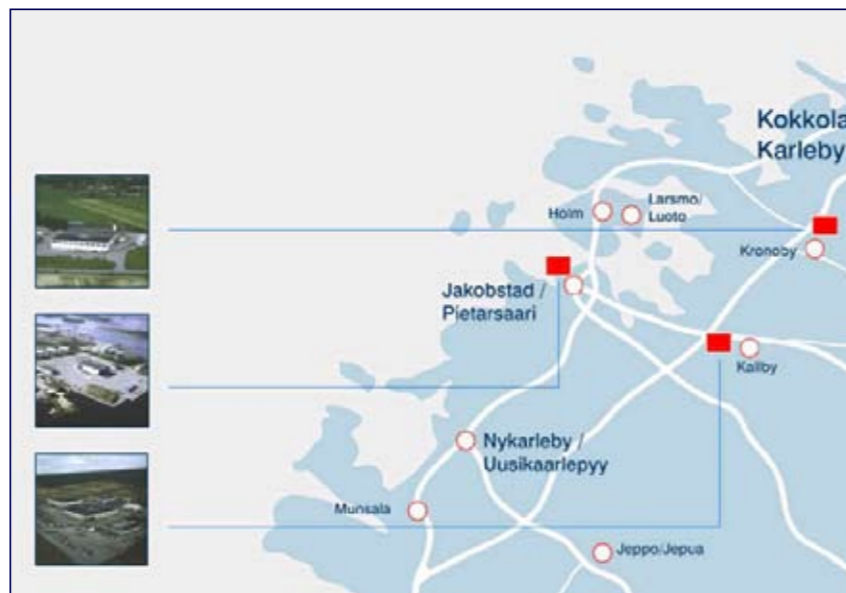 Kokkola
Karleby
Larsmo/
Luoto
Holm
Kronoby
Jakobstad /
Pietarsaari
Kallby
Nykarleby /
Uusikaarlepyy
Munsala
Jeppo/Jepua